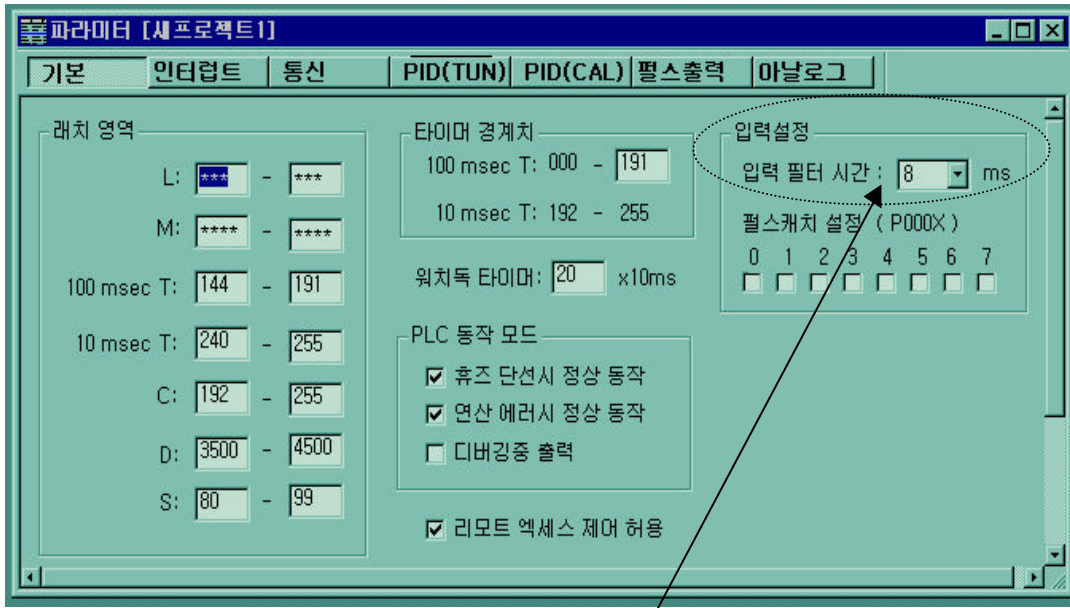 파라미터 [새프로젝트1]
기본 인터럽트 통신 PID(TUN) PID(CAL) 펄스출력 아날로그
래치 영역
L: *** - ***
M: **** - ****
100 msec T: 144 - 191
10 msec T: 240 - 255
C: 192 - 255
D: 3500 - 4500
S: 80 - 99
타이머 경계치
100 msec T: 000 - 191
10 msec T: 192 - 255
워치독 타이머: 20 x10ms
PLC 동작 모드
휴즈 단선시 정상 동작
연산 에러시 정상 동작
디버깅중 출력
리모트 엑세스 제어 허용
입력설정
입력 필터 시간 : 8 ms
펄스캐치 설정 ( P000X )
0 1 2 3 4 5 6 7